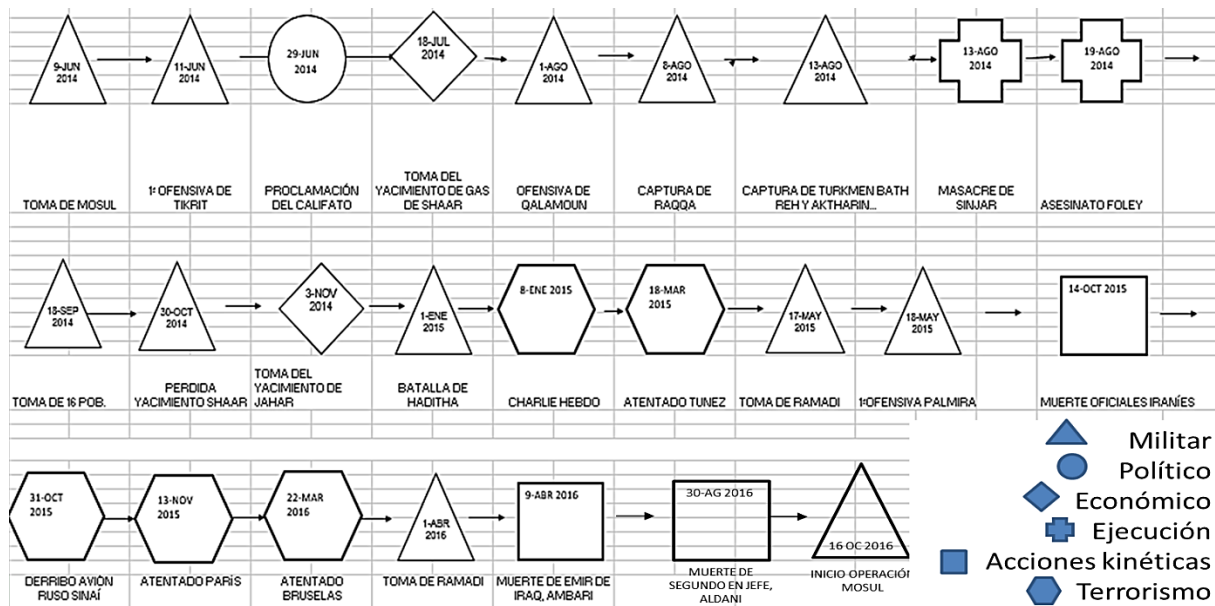 9-JUN
2014
11-JUN
2014
29-JUN
2014
18-JUL
2014
1-AGO
2014
8-AGO
2014
13-AGO
2014
13-AGO
2014
19-AGO
2014
TOMA DE MOSUL
1ª OFENSIVA DE
TIKRIT
PROCLAMACIÓN
DEL CALIFATO
TOMA DEL
YACIMIENTO DE GAS
DE SHAAR
OFENSIVA DE
QALAMOUN
CAPTURA DE
RAQQA
CAPTURA DE TURKMEN BATH
REH Y AKTHARIN...
MASACRE DE
SINJAR
ASESINATO FOLEY
18-SEP
2014
30-OCT
2014
3-NOV
2014
1-ENE
2015
8-ENE 2015
18-MAR
2015
17-MAY
2015
18-MAY
2015
14-OCT 2015
TOMA DE 16 POB.
PERDIDA
YACIMIENTO SHAAR
TOMA DEL
YACIMIENTO DE
JAHAR
BATALLA DE
HADITHA
CHARLIE HEBDO
ATENTADO TUNEZ
TOMA DE RAMADI
1ªOFENSIVA PALMIRA
MUERTE OFICIALES IRANÍES
31-OCT
2015
13-NOV
2015
22-MAR
2016
1-ABR
2016
9-ABR 2016
30-AG 2016
16 OC 2016
DERRIBO AVIÓN
RUSO SINAÍ
ATENTADO PARÍS
ATENTADO
BRUSELAS
TOMA DE RAMADI
MUERTE DE EMIR DE
IRAQ, AMBARI
MUERTE DE
SEGUNDO EN JEFE,
ALDANI
INICIO OPERACIÓN
MOSUL
Militar
Político
Económico
Ejecución
Acciones kinéticas
Terrorismo